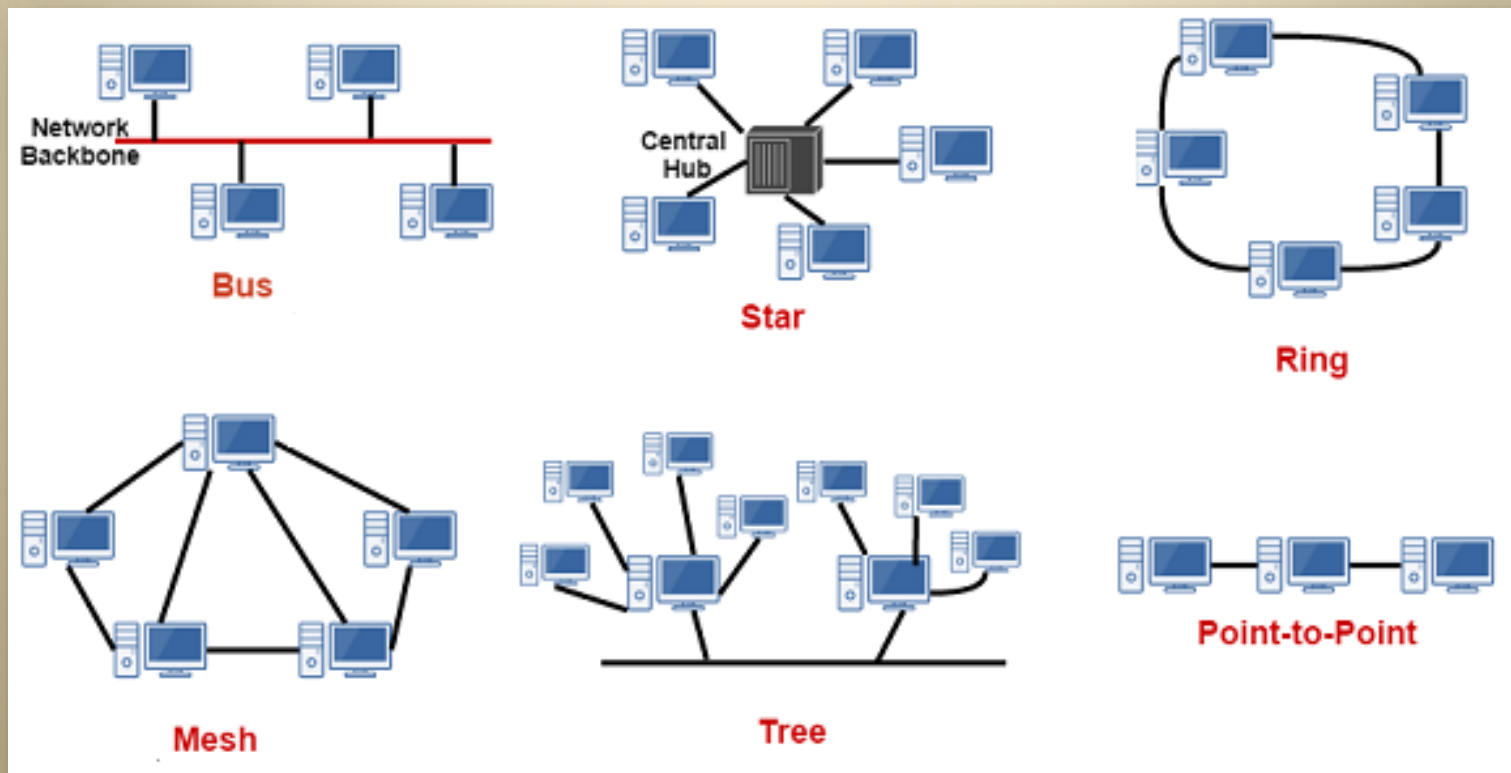 Network
Backbone
Bus
Central
Hub
Star
Ring
Mesh
Tree
Point-to-Point